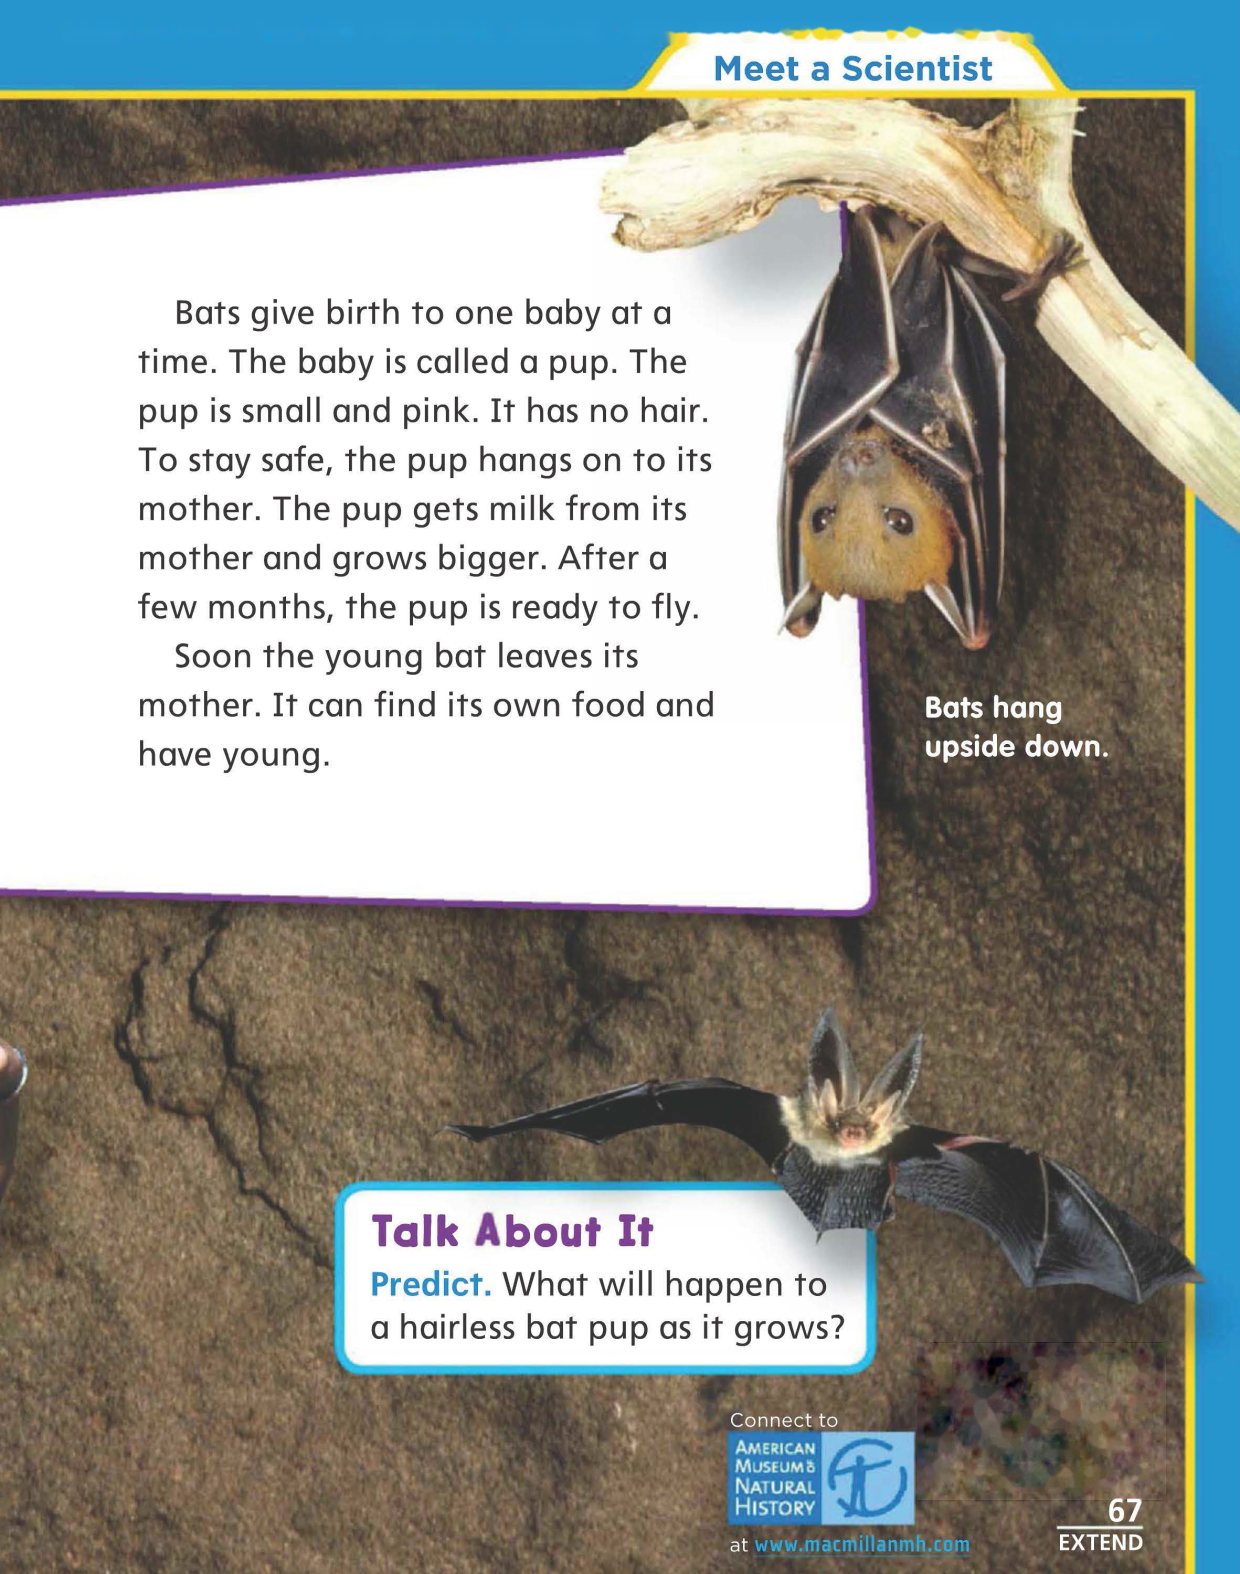 Meet a Scientist
Bats give birth to one baby at a
time. The baby is called a pup. The
pup is small and pink. It has no hair.
To stay safe, the pup hangs on to its
mother. The pup gets milk from its
mother and grows bigger. After a
few months, the pup is ready to fly.
Soon the young bat leaves its
mother. It can find its own food and
have young.
Bats hang
upside down.
Talk About It
Predict. What will happen to
a hairless bat pup as it grows?
Connect to
AMERICAN
MUSEUM OF
NATURAL
HISTORY
at www.macmillanmh.com
67
EXTEND